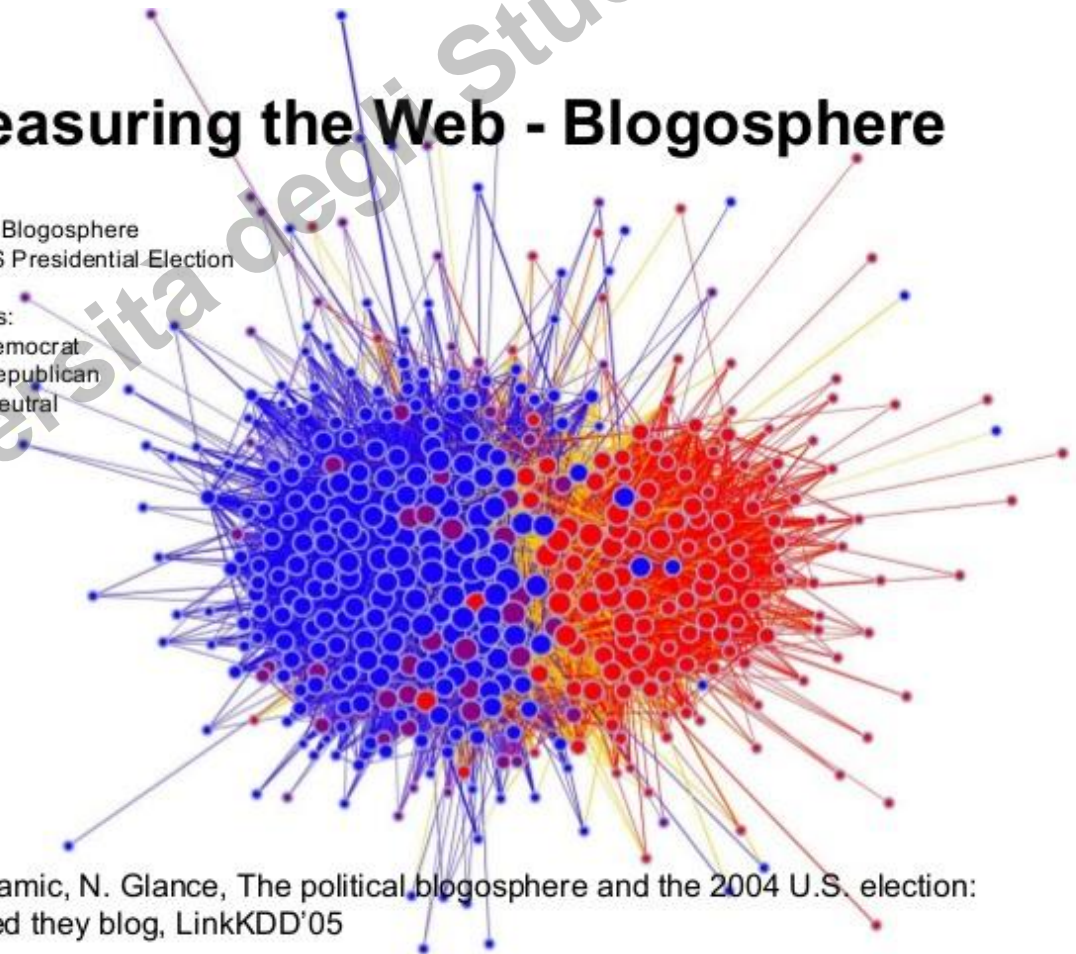 easuring the Web - Blogosphere
Blogosphere
S Presidential Election
s:
emocrat
epublican
eutral
amic, N. Glance, The political blogosphere and the 2004 U.S. election:
ed they blog, LinkKDD'05
ersita degli Stu